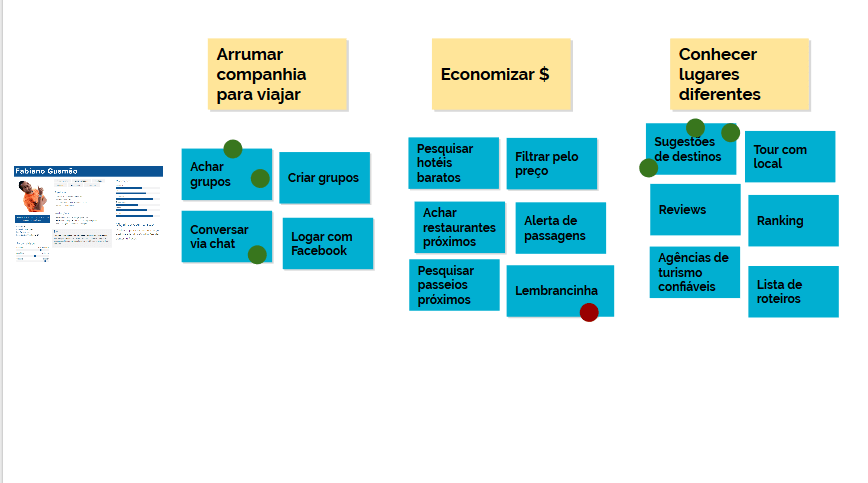 Arrumar
companhia
para viajar
Economizar $
Conhecer
lugares
diferentes
Fabiano Gusmão
Achar
grupos
Criar grupos
Conversar
via chat
Logar com
Facebook
Pesquisar
hotéis
baratos
Filtrar pelo
preço
Achar
restaurantes
próximos
Alerta de
passagens
Pesquisar
passeios
próximos
Lembrancinha
Sugestões
de destinos
Tour com
local
Reviews
Ranking
Agências de
turismo
confiáveis
Lista de
roteiros